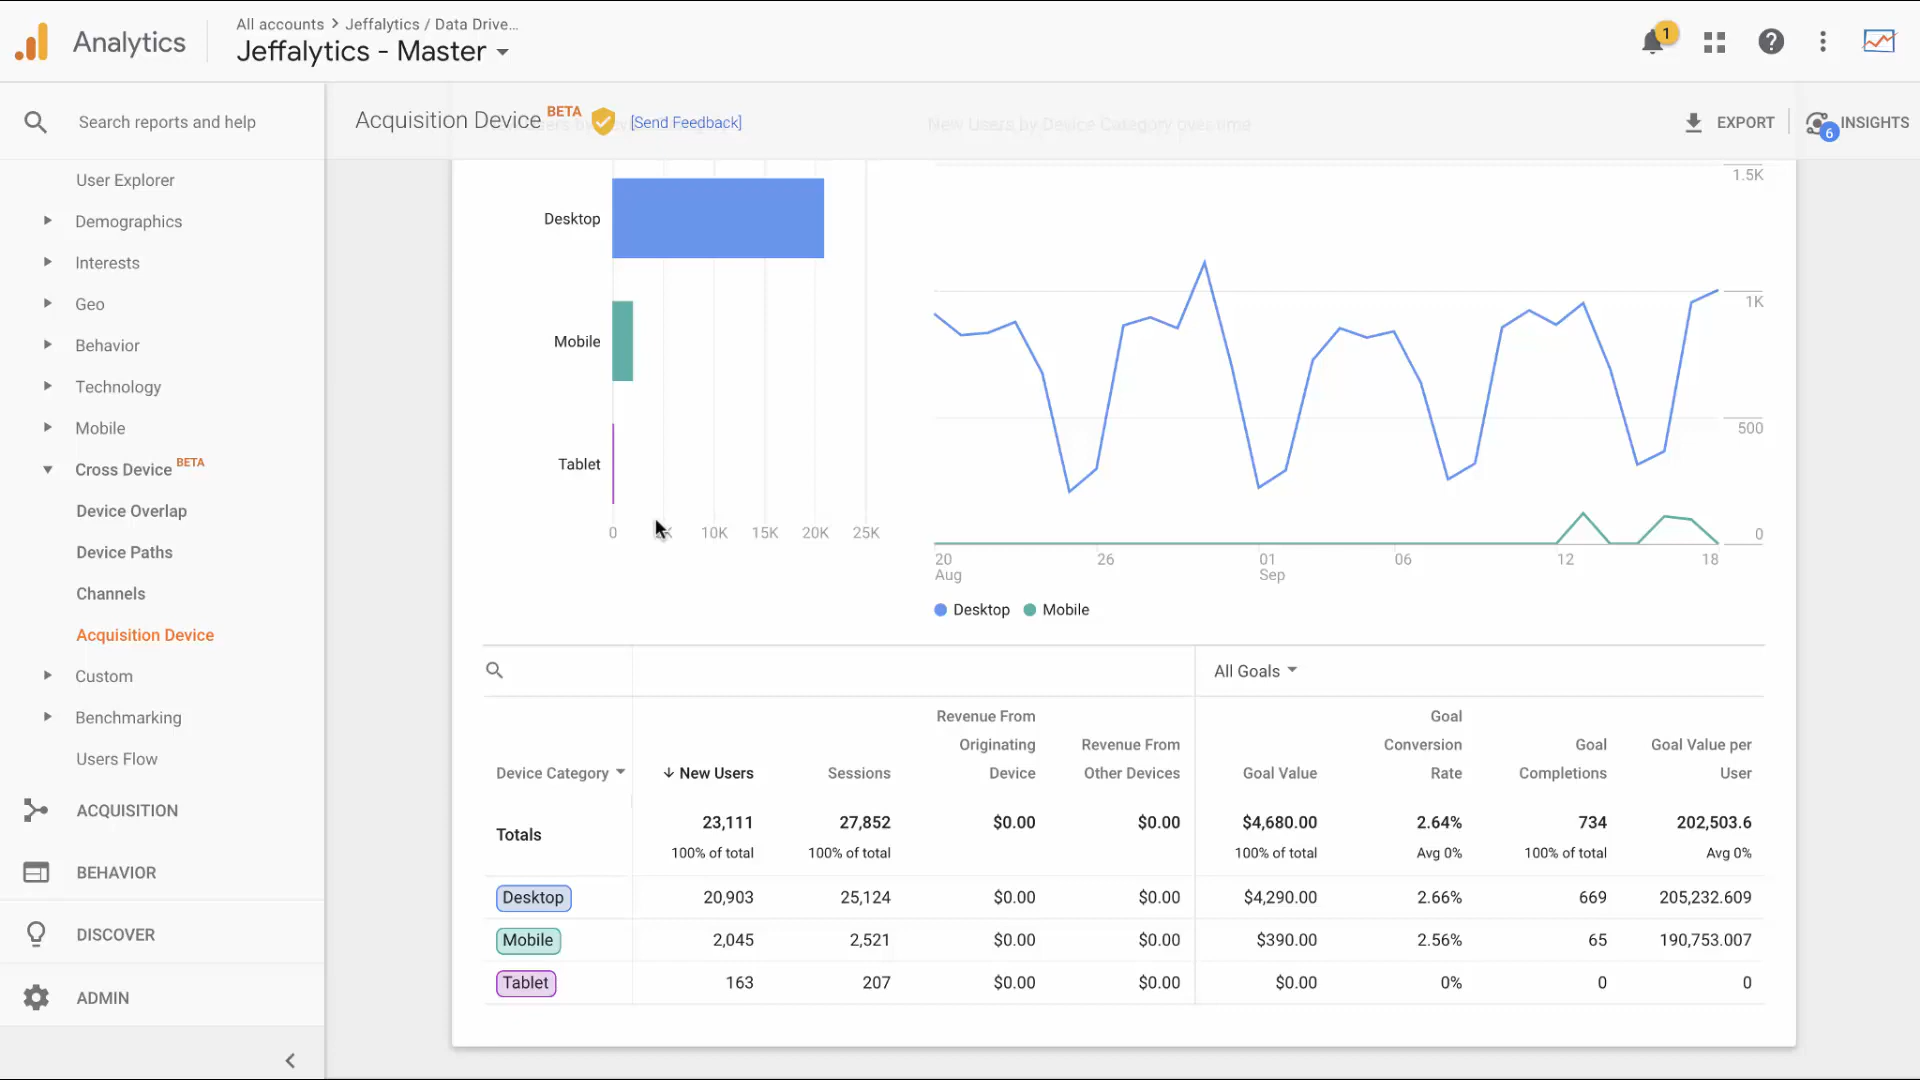 Analytics
All accounts > Jeffalytics / Data Drive...
Jeffalytics - Master
1
Search reports and help
Acquisition Device BETA
[Send Feedback]
New Users by Device Category over time
EXPORT
6
INSIGHTS
User Explorer
Demographics
Interests
Geo
Behavior
Technology
Mobile
Cross Device BETA
Device Overlap
Device Paths
Channels
Acquisition Device
Custom
Benchmarking
Users Flow
ACQUISITION
BEHAVIOR
DISCOVER
ADMIN
Desktop
Mobile
Tablet
0 10K 15K 20K 25K
1.5K
1K
500
0
20 26 01 06 12 18
Aug Sep
Desktop Mobile
All Goals
Device Category
New Users
Sessions
Revenue From
Originating
Device
Revenue From
Other Devices
Goal Value
Goal
Conversion
Rate
Goal
Completions
Goal Value per
User
Totals
23,111 27,852 $0.00 $0.00 $4,680.00 2.64% 734 202,503.6
100% of total 100% of total 100% of total Avg 0% 100% of total Avg 0%
Desktop 20,903 25,124 $0.00 $0.00 $4,290.00 2.66% 669 205,232.609
Mobile 2,045 2,521 $0.00 $0.00 $390.00 2.56% 65 190,753.007
Tablet 163 207 $0.00 $0.00 $0.00 0% 0 0